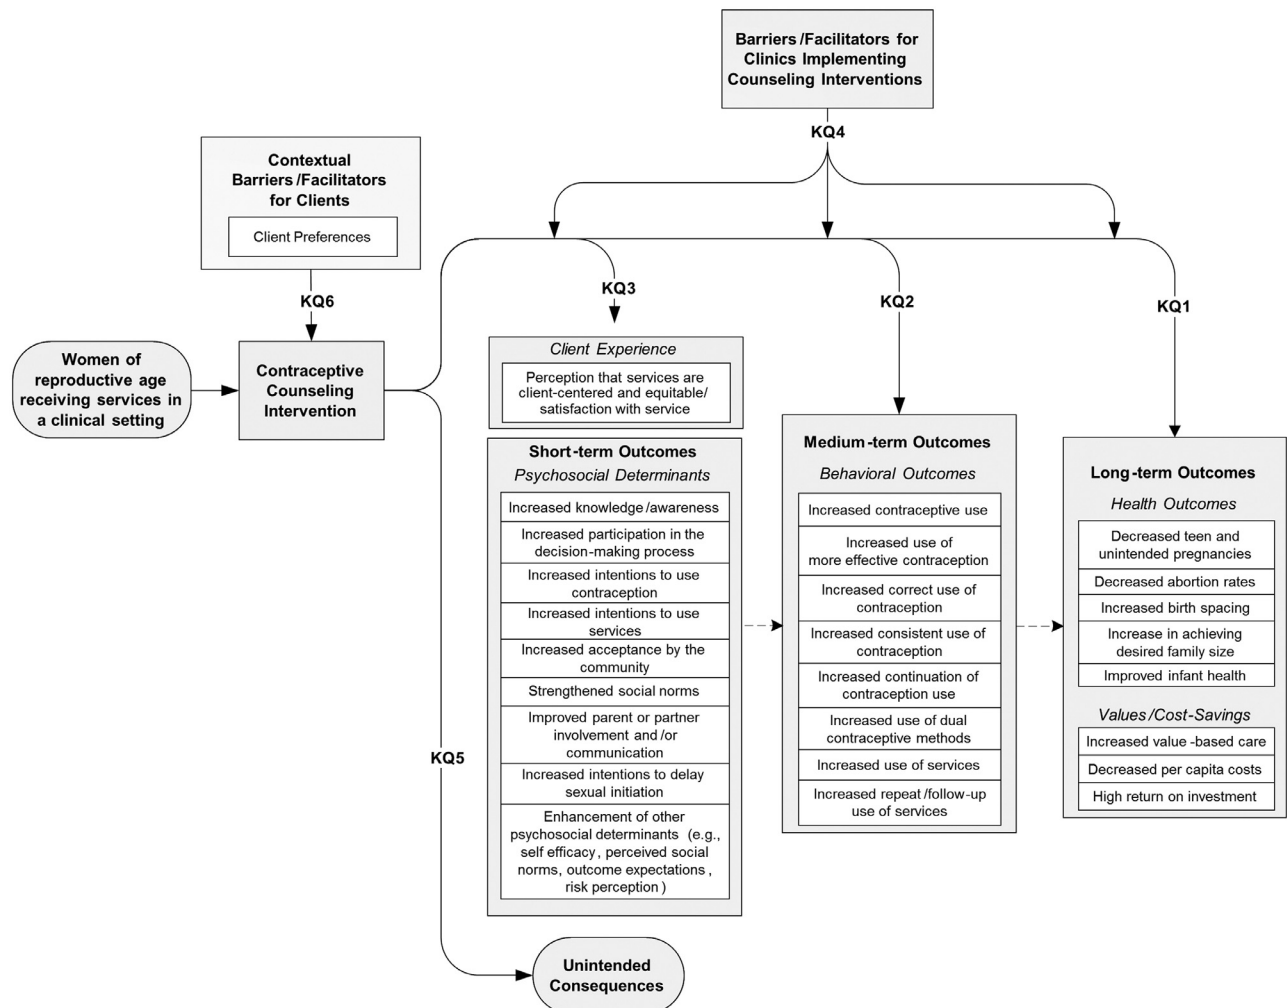 Barriers/Facilitators for
Clinics Implementing
Counseling Interventions
KQ4
Contextual
Barriers/Facilitators
for Clients
Client Preferences
KQ6
KQ3
KQ2
KQ1
Women of
reproductive age
receiving services in
a clinical setting
Contraceptive
Counseling
Intervention
Client Experience
Perception that services are
client-centered and equitable/
satisfaction with service
Short-term Outcomes
Psychosocial Determinants
Increased knowledge/awareness
Increased participation in the
decision-making process
Increased intentions to use
contraception
Increased intentions to use
services
Increased acceptance by the
community
Strengthened social norms
Improved parent or partner
involvement and/or
communication
Increased intentions to delay
sexual initiation
Enhancement of other
psychosocial determinants (e.g.,
self efficacy, perceived social
norms, outcome expectations,
risk perception)
Medium-term Outcomes
Behavioral Outcomes
Increased contraceptive use
Increased use of
more effective contraception
Increased correct use of
contraception
Increased consistent use of
contraception
Increased continuation of
contraception use
Increased use of dual
contraceptive methods
Increased use of services
Increased repeat/follow-up
use of services
Long-term Outcomes
Health Outcomes
Decreased teen and
unintended pregnancies
Decreased abortion rates
Increased birth spacing
Increase in achieving
desired family size
Improved infant health
Values/Cost-Savings
Increased value-based care
Decreased per capita costs
High return on investment
KQ5
Unintended
Consequences